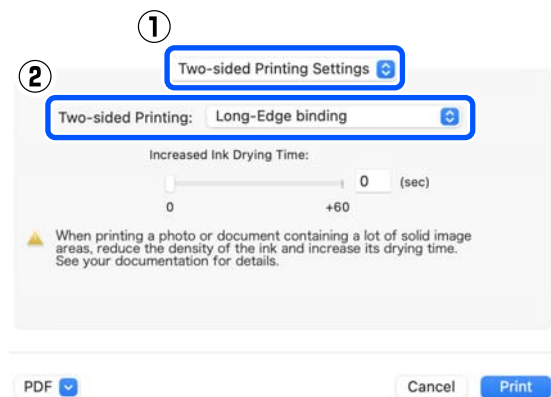 ①
Two-sided Printing Settings
②
Two-sided Printing: Long-Edge binding
Increased Ink Drying Time:
0 (sec)
0 +60
When printing a photo or document containing a lot of solid image
areas, reduce the density of the ink and increase its drying time.
See your documentation for details.
PDF Cancel Print